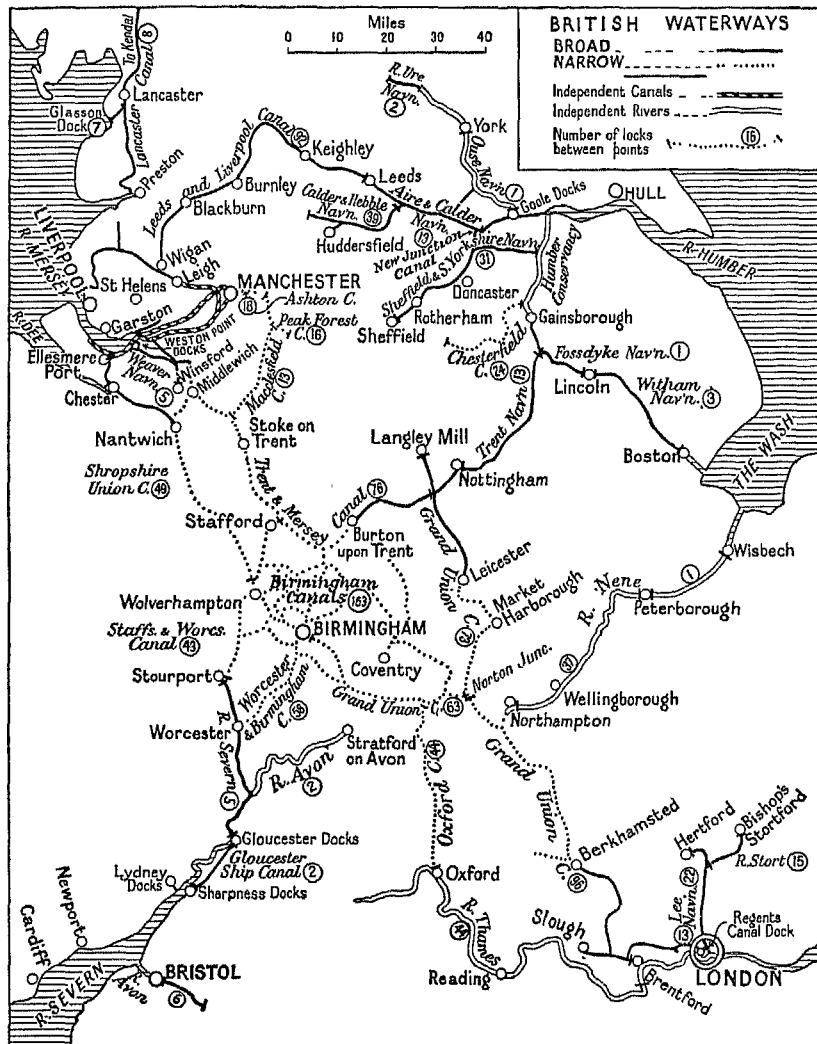 Miles
0 10 20 40
BRITISH WATERWAYS
BROAD
NARROW
Independent Canals
Independent Rivers
Number of locks
between points
16
To Kendal
Canal 8
Lancaster
Glasson
Dock 7
Lancaster
Preston
R. Ure
Navn.
2
York
Ouse Navn
1
Goole Docks
HULL
R. HUMBER
Humber
Conservancy
Leeds and Liverpool
Canal 92
Keighley
Leeds
Burnley
Blackburn
Aire & Calder
Navn.
13
Calder & Hebble
Navn. 39
Huddersfield
New Junction
Canal
Sheffield & S. Yorkshire Navn.
31
Doncaster
Rotherham
Sheffield
LIVERPOOL
R. MERSEY
Wigan
Leigh
St Helens
MANCHESTER
18
Ashton C.
Garston
R. DEE
WESTON POINT
DOCKS
Peak Forest
C. 16
Ellesmere
Port
Weaver
Navn.
5
Winsford
Middlewich
Macclesfield
C. 13
Chester
Nantwich
Stoke on
Trent
Gainsborough
Chesterfield
C. 24
Fossdyke Nav'n. 1
Lincoln
Witham
Nav'n. 3
Trent Navn 13
Boston
THE WASH
Langley Mill
Nottingham
Shropshire
Union C. 46
Trent & Mersey
Canal 76
Stafford
Burton
upon Trent
Grand
Union
C. 72
Leicester
Market
Harborough
Wisbech
R. Nene
1
Peterborough
37
Birmingham
Canals 163
Wolverhampton
BIRMINGHAM
Staffs. & Worcs.
Canal 43
Coventry
Stourport
Worcester
& Birmingham
C. 58
Grand Union
C. 63
Norton Junc.
Wellingborough
Northampton
Worcester
R. Severn
5
Stratford
on Avon
R. Avon
2
Oxford
C. 44
Grand
Union
C. 96
Gloucester Docks
Gloucester
Ship Canal 2
Lydney
Docks
Sharpness Docks
Berkhamsted
Hertford
Bishop's
Stortford
R. Stort 15
Lee
Navn. 22
13
Regents
Canal Dock
Newport
Cardiff
R. SEVERN
R. Avon
BRISTOL
6
Oxford
R. Thames
44
Reading
Slough
Brentford
LONDON